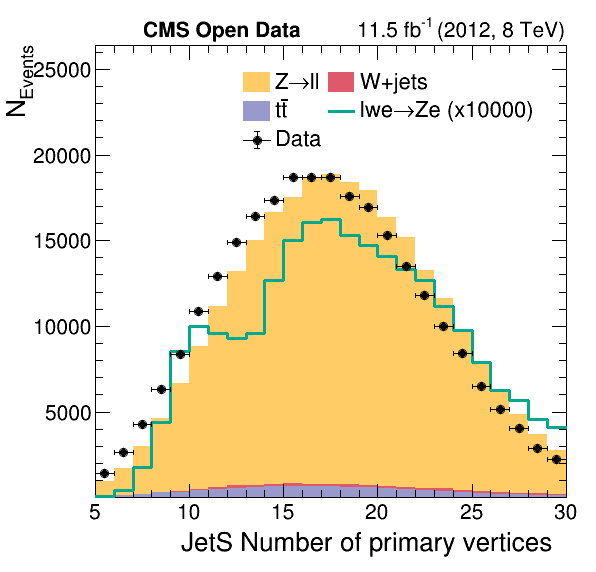 CMS Open Data 11.5 fb⁻¹ (2012, 8 TeV)
N_Events
25000
20000
15000
10000
5000
Z→ll W+jets
tt̄ lwe→Ze (x10000)
Data
5 10 15 20 25 30
JetS Number of primary vertices